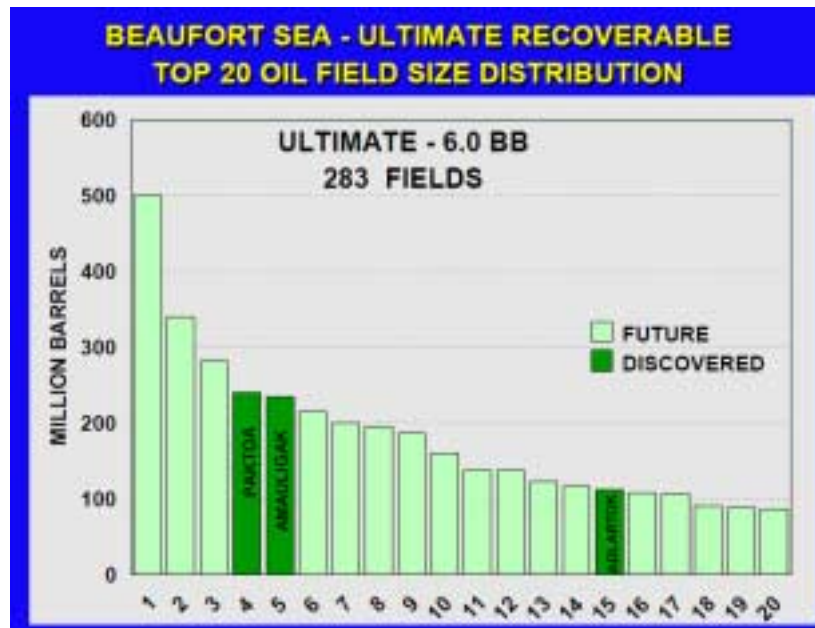 BEAUFORT SEA - ULTIMATE RECOVERABLE
TOP 20 OIL FIELD SIZE DISTRIBUTION
ULTIMATE - 6.0 BB
283 FIELDS
MILLION BARRELS
600
500
400
300
200
100
0
FUTURE
DISCOVERED
PAKTOA
AMAULIGAK
ADLARTOK
1 2 3 4 5 6 7 8 9 10 11 12 13 14 15 16 17 18 19 20